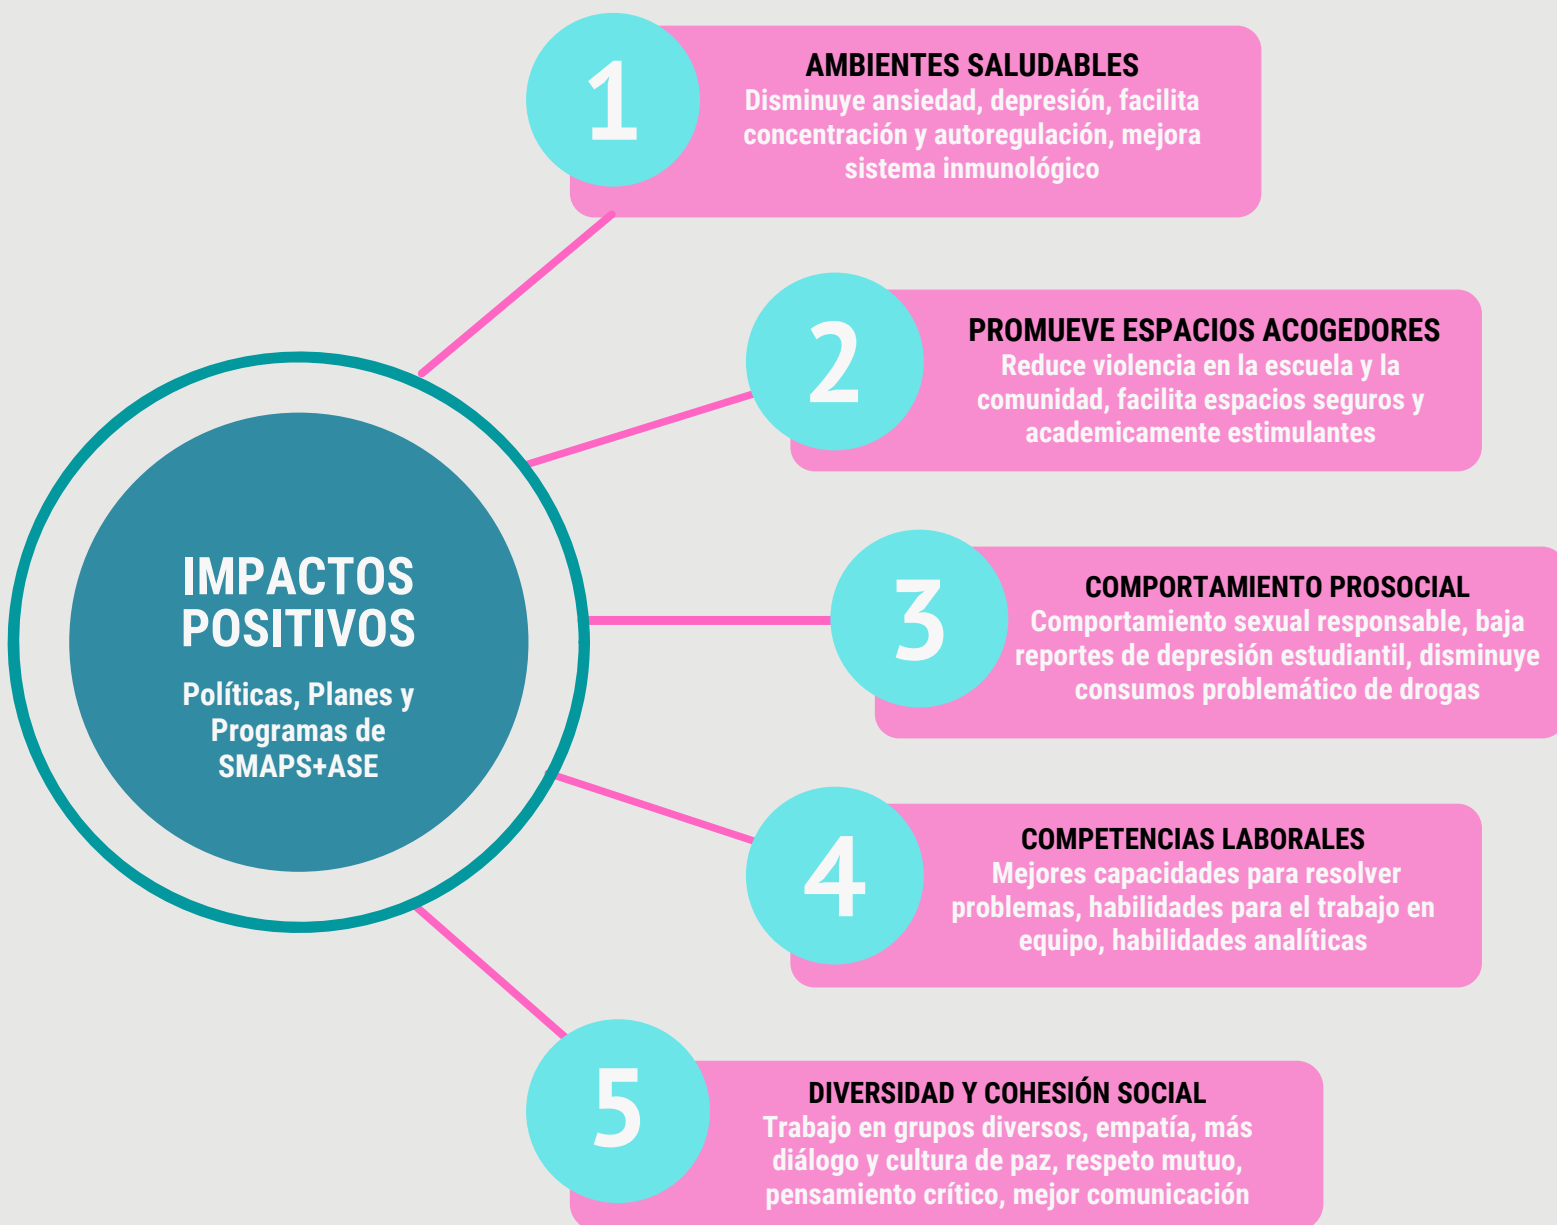 1
AMBIENTES SALUDABLES
Disminuye ansiedad, depresión, facilita
concentración y autoregulación, mejora
sistema inmunológico
2
PROMUEVE ESPACIOS ACOGEDORES
Reduce violencia en la escuela y la
comunidad, facilita espacios seguros y
academicamente estimulantes
IMPACTOS
POSITIVOS
Políticas, Planes y
Programas de
SMAPS+ASE
3
COMPORTAMIENTO PROSOCIAL
Comportamiento sexual responsable, baja
reportes de depresión estudiantil, disminuye
consumos problemático de drogas
4
COMPETENCIAS LABORALES
Mejores capacidades para resolver
problemas, habilidades para el trabajo en
equipo, habilidades analíticas
5
DIVERSIDAD Y COHESIÓN SOCIAL
Trabajo en grupos diversos, empatía, más
diálogo y cultura de paz, respeto mutuo,
pensamiento crítico, mejor comunicación